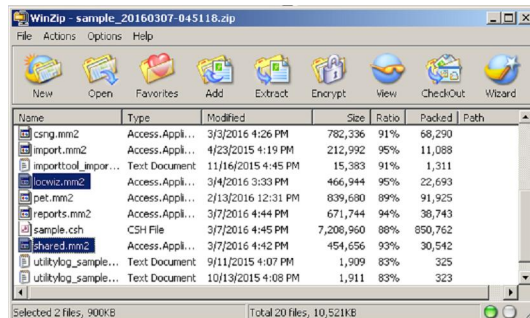 WinZip - sample_20160307-045118.zip
File Actions Options Help
New Open Favorites Add Extract Encrypt View CheckOut Wizard
Name Type Modified Size Ratio Packed Path
csng.mm2 Access.Appli... 3/3/2016 4:26 PM 782,336 91% 68,290
import.mm2 Access.Appli... 4/23/2015 4:19 PM 212,992 95% 11,088
importtool_impor... Text Document 11/16/2015 4:45 PM 15,383 91% 1,311
locwiz.mm2 Access.Appli... 3/4/2016 3:33 PM 466,944 95% 22,693
pet.mm2 Access.Appli... 2/13/2016 12:31 PM 839,680 89% 91,925
reports.mm2 Access.Appli... 3/7/2016 4:44 PM 671,744 94% 38,743
sample.csh CSH File 3/7/2016 4:45 PM 7,208,960 88% 850,762
shared.mm2 Access.Appli... 3/7/2016 4:42 PM 454,656 93% 30,542
utilitylog_sample... Text Document 9/11/2015 4:07 PM 1,909 83% 325
utilitylog_sample... Text Document 10/13/2015 4:08 PM 1,911 83% 323
Selected 2 files, 900KB Total 20 files, 10,521KB